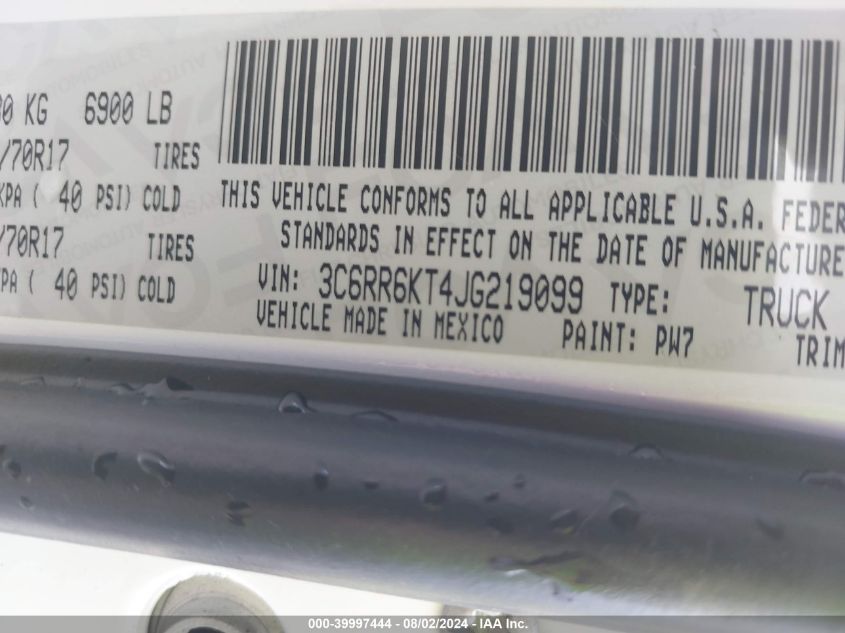 KG 6900 LB
/70R17 TIRES
KPA ( 40 PSI) COLD
/70R17 TIRES
PA ( 40 PSI) COLD
THIS VEHICLE CONFORMS TO ALL APPLICABLE U.S.A. FEDER
STANDARDS IN EFFECT ON THE DATE OF MANUFACTURE
VIN: 3C6RR6KT4JG219099 TYPE: TRUCK
VEHICLE MADE IN MEXICO PAINT: PW7 TRIM
000-39997444 - 08/02/2024 - IAA Inc.